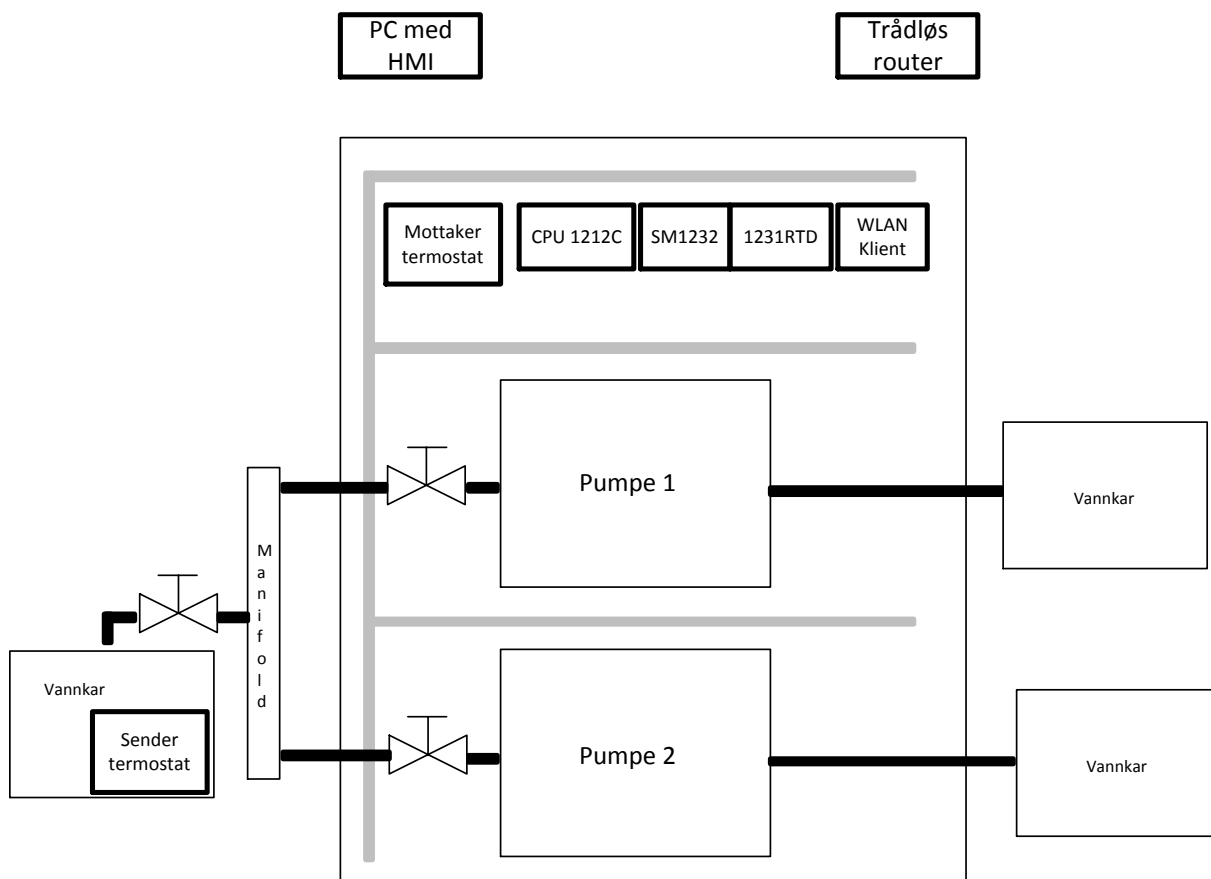 PC med
HMI
Trådløs
router
Mottaker
termostat
CPU 1212C
SM1232
1231RTD
WLAN
Klient
Pumpe 1
Vannkar
Manifold
Vannkar
Sender
termostat
Pumpe 2
Vannkar